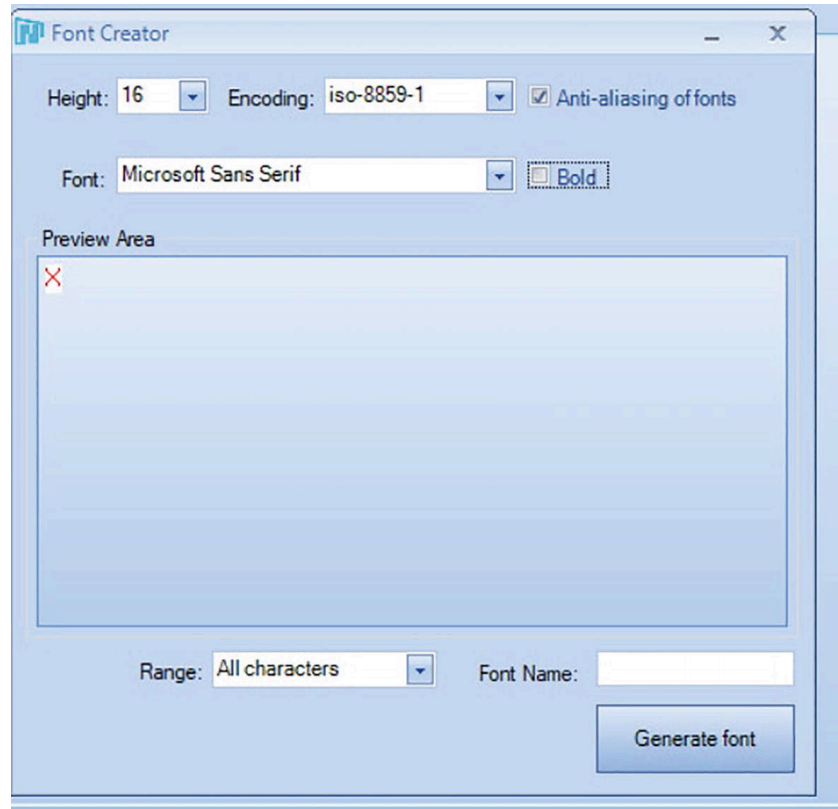 Font Creator
Height: 16 Encoding: iso-8859-1 Anti-aliasing of fonts
Font: Microsoft Sans Serif Bold
Preview Area
Range: All characters Font Name:
Generate font